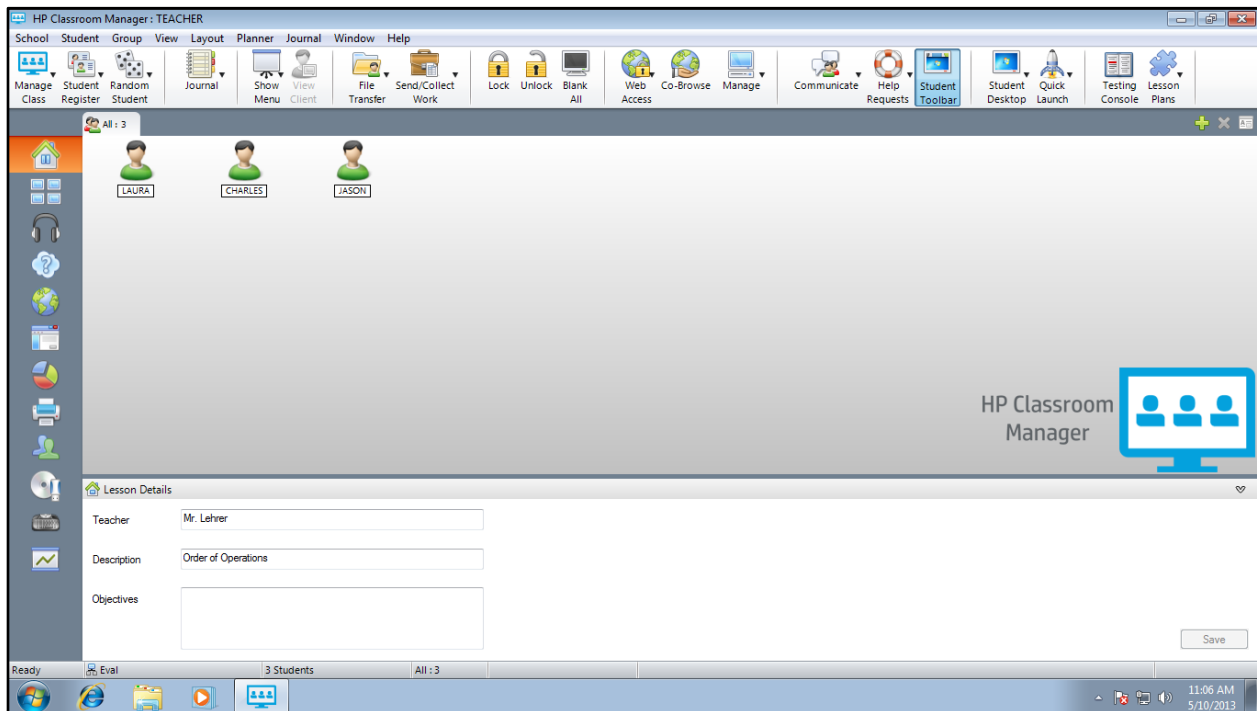 HP Classroom Manager : TEACHER
School Student Group View Layout Planner Journal Window Help
Manage Class
Student Register
Random Student
Journal
Show Menu
View Client
File Transfer
Send/Collect Work
Lock
Unlock
Blank All
Web Access
Co-Browse
Manage
Communicate
Help Requests
Student Toolbar
Student Desktop
Quick Launch
Testing Console
Lesson Plans
All : 3
LAURA
CHARLES
JASON
HP Classroom
Manager
Lesson Details
Teacher
Mr. Lehrer
Description
Order of Operations
Objectives
Save
Ready
Eval
3 Students
All : 3
11:06 AM
5/10/2013